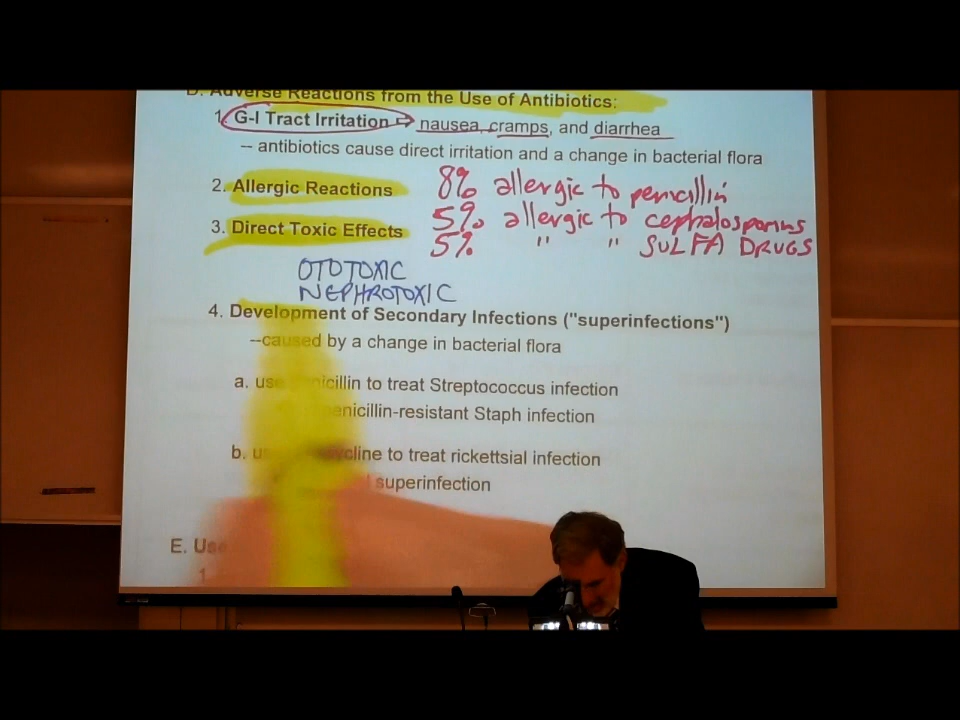 D. Adverse Reactions from the Use of Antibiotics:
1. G-I Tract Irritation ⇨ nausea, cramps, and diarrhea
-- antibiotics cause direct irritation and a change in bacterial flora
2. Allergic Reactions 8% allergic to penicillin
3. Direct Toxic Effects 5% allergic to cephalosporins
5% " " SULFA DRUGS
OTOTOXIC
NEPHROTOXIC
4. Development of Secondary Infections ("superinfections")
--caused by a change in bacterial flora
a. use penicillin to treat Streptococcus infection
penicillin-resistant Staph infection
b. to treat rickettsial infection
superinfection
E. Use
1